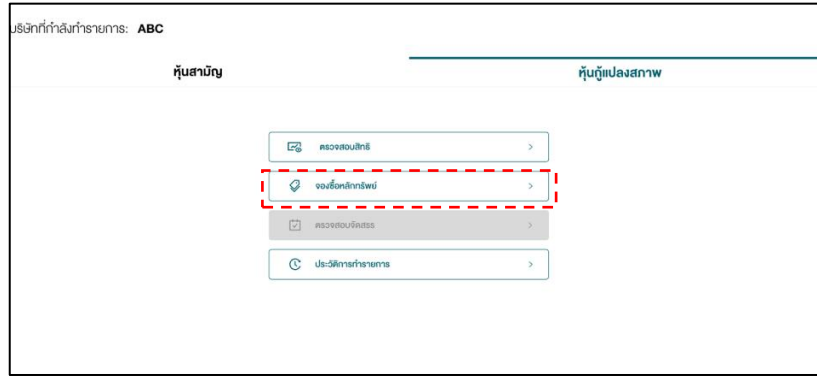 บริษัทที่กำลังทำรายการ: ABC
หุ้นสามัญ หุ้นกู้แปลงสภาพ
ตรวจสอบสิทธิ
จองซื้อหลักทรัพย์
ตรวจสอบจัดสรร
ประวัติการทำรายการ